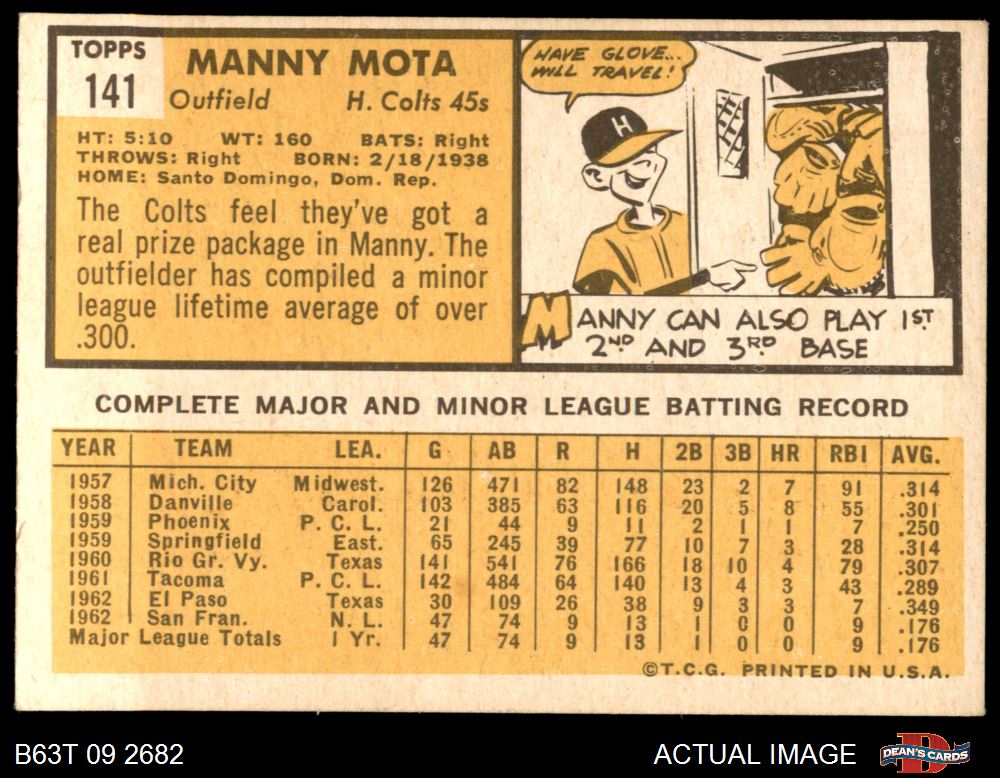 TOPPS
141
MANNY MOTA
Outfield H. Colts 45s
HT: 5:10 WT: 160 BATS: Right
THROWS: Right BORN: 2/18/1938
HOME: Santo Domingo, Dom. Rep.
The Colts feel they've got a
real prize package in Manny. The
outfielder has compiled a minor
league lifetime average of over
.300.
HAVE GLOVE...
WILL TRAVEL!
H
MANNY CAN ALSO PLAY 1ST
2ND AND 3RD BASE
COMPLETE MAJOR AND MINOR LEAGUE BATTING RECORD
YEAR TEAM LEA. G AB R H 2B 3B HR RBI AVG.
1957 Mich. City Midwest. 126 471 82 148 23 2 7 91 .314
1958 Danville Carol. 103 385 63 116 20 5 8 55 .301
1959 Phoenix P. C. L. 21 44 9 11 2 1 1 7 .250
1959 Springfield East. 65 245 39 77 10 7 3 28 .314
1960 Rio Gr. Vy. Texas 141 541 76 166 18 10 4 79 .307
1961 Tacoma P. C. L. 142 484 64 140 13 4 3 43 .289
1962 El Paso Texas 30 109 26 38 9 3 3 7 .349
1962 San Fran. N. L. 47 74 9 13 1 0 0 9 .176
Major League Totals 1 Yr. 47 74 9 13 1 0 0 9 .176
©T.C.G. PRINTED IN U.S.A.
B63T 09 2682 ACTUAL IMAGE DEAN'S CARDS